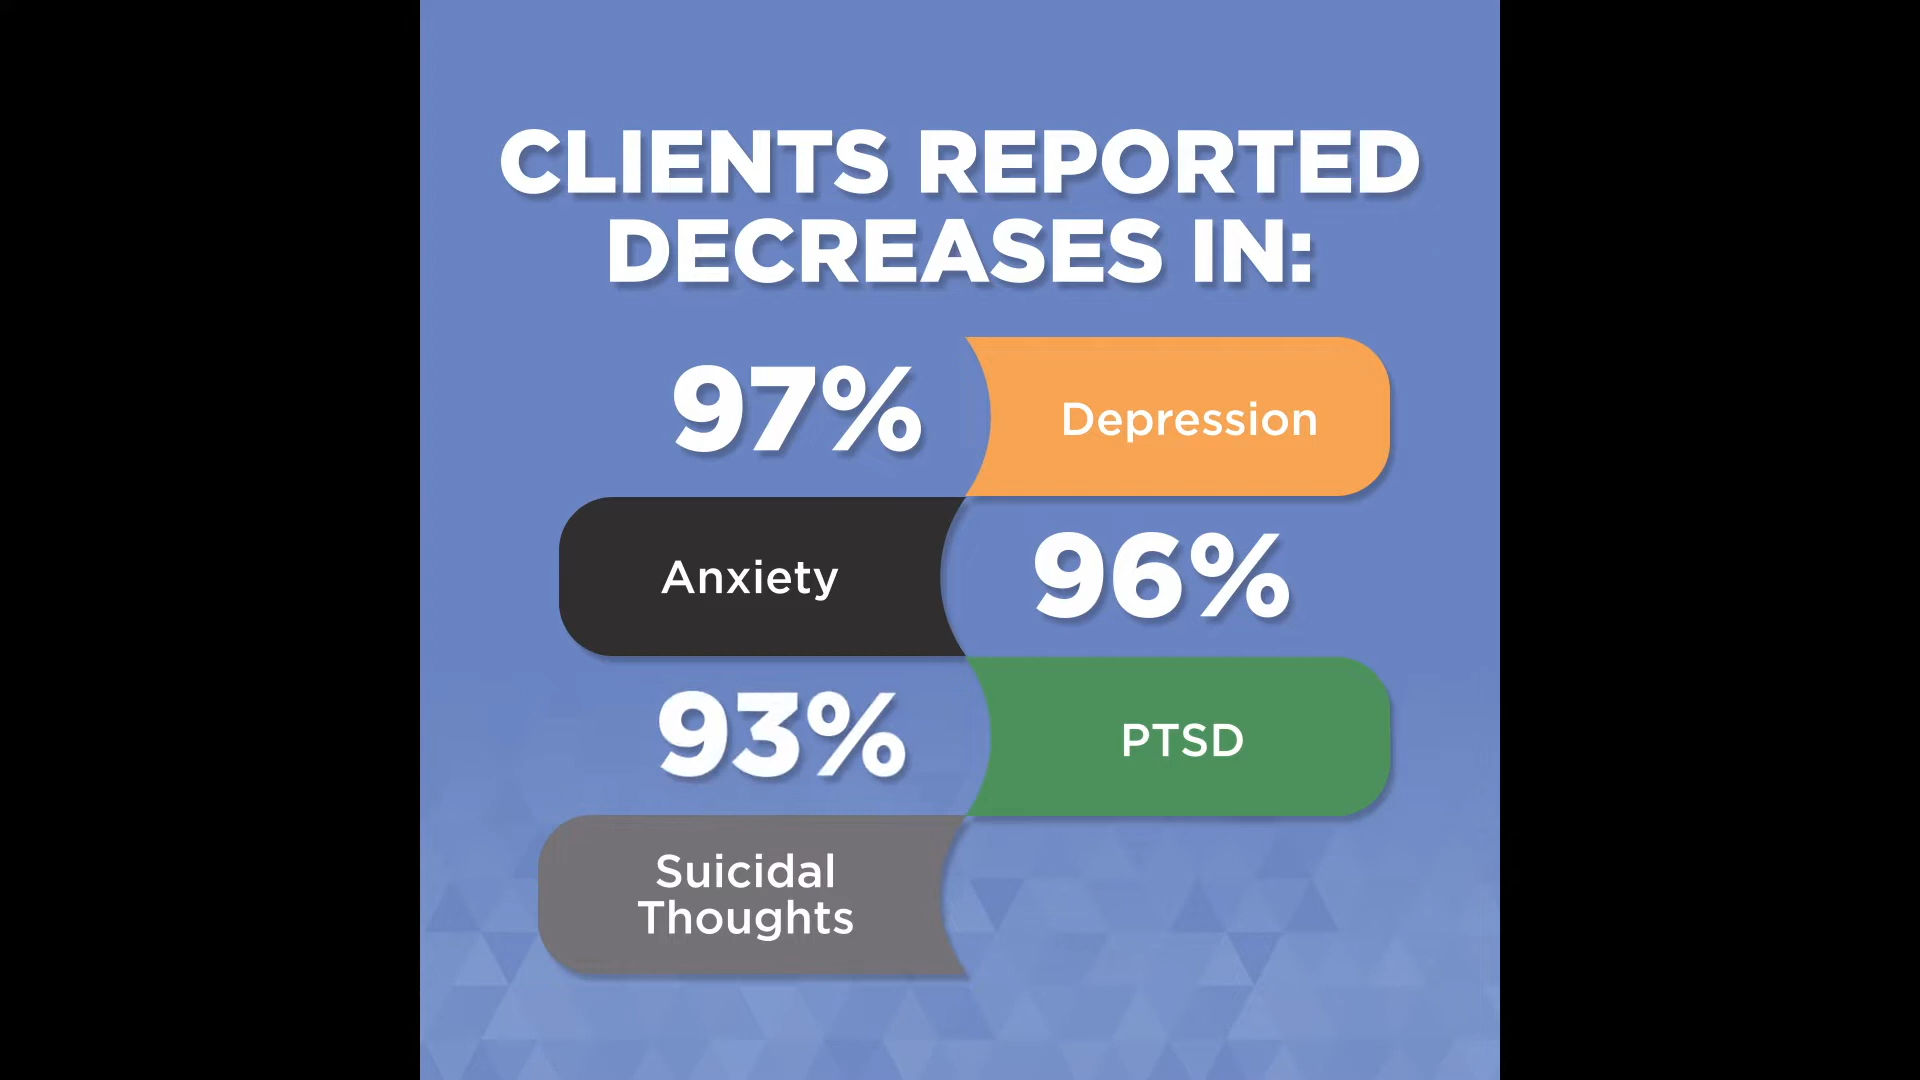 CLIENTS REPORTED
DECREASES IN:
97% Depression
Anxiety 96%
93% PTSD
Suicidal
Thoughts